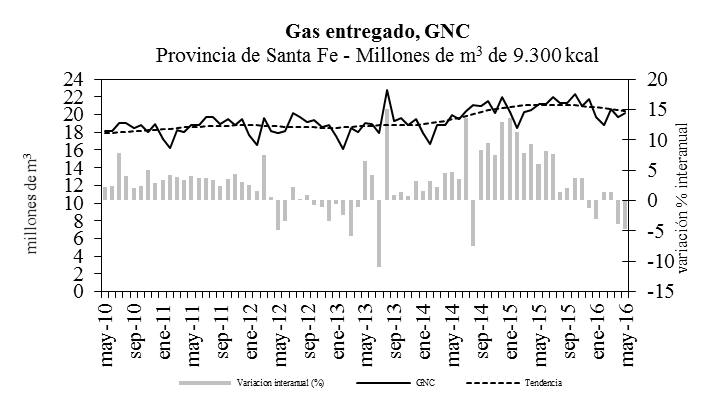 Gas entregado, GNC
Provincia de Santa Fe - Millones de m³ de 9.300 kcal
millones de m³
24
22
20
18
16
14
12
10
8
6
4
2
0
20
15
10
5
0
-5
-10
-15
variación % interanual
may-10
sep-10
ene-11
may-11
sep-11
ene-12
may-12
sep-12
ene-13
may-13
sep-13
ene-14
may-14
sep-14
ene-15
may-15
sep-15
ene-16
may-16
Variacion interanual (%) GNC Tendencia